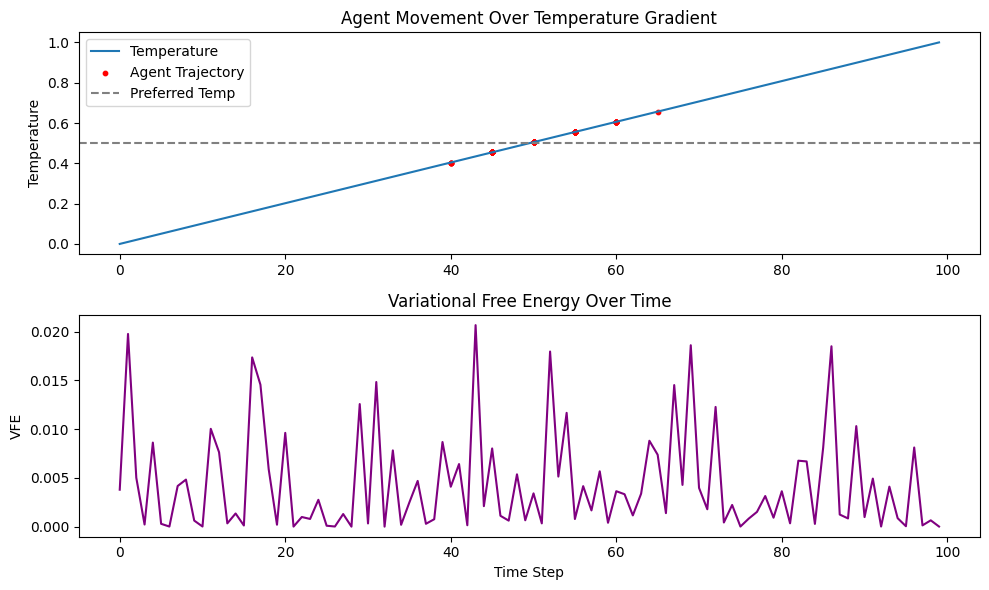 Agent Movement Over Temperature Gradient
Temperature
1.0
0.8
0.6
0.4
0.2
0.0
Temperature
Agent Trajectory
Preferred Temp
0 20 40 60 80 100
Variational Free Energy Over Time
VFE
0.020
0.015
0.010
0.005
0.000
0 20 40 60 80 100
Time Step